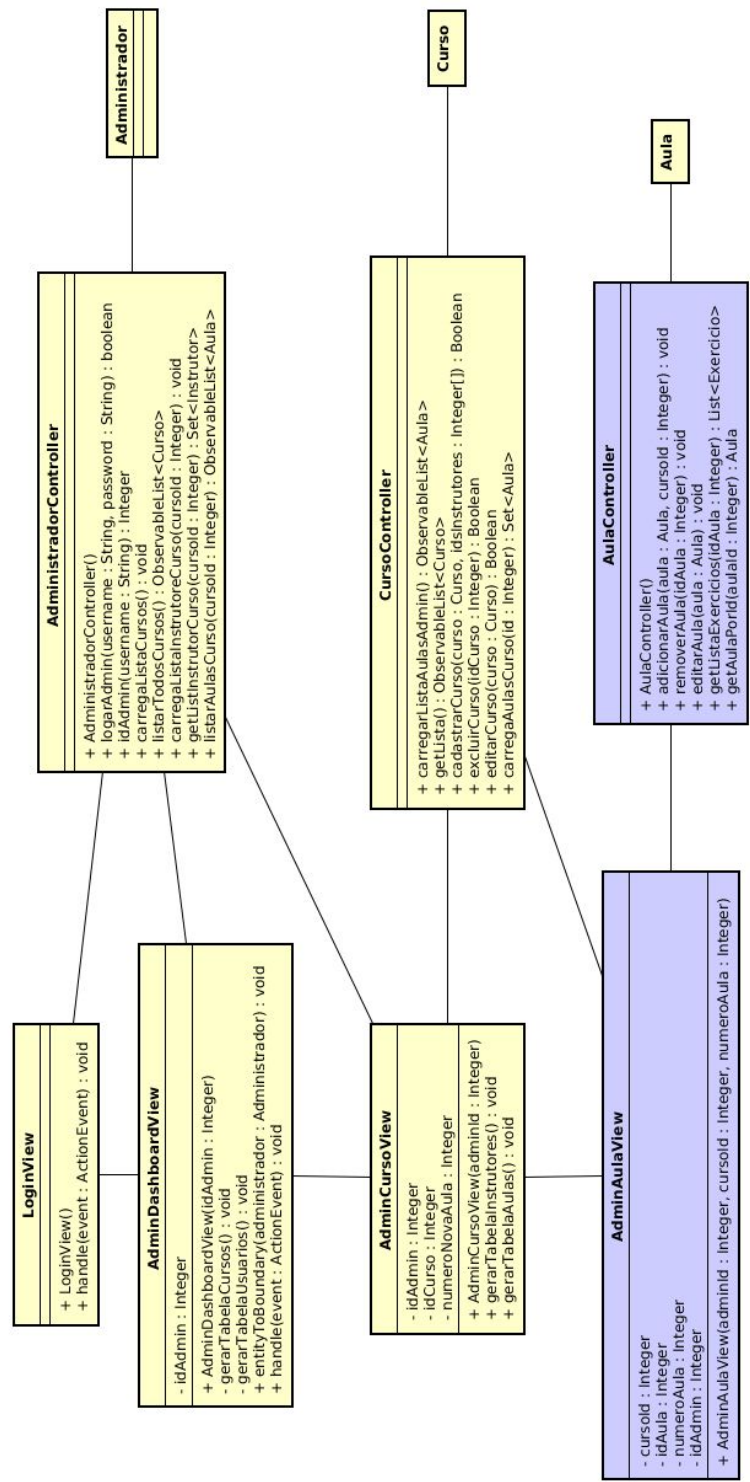 LoginView
+ LoginView()
+ handle(event : ActionEvent) : void
AdminDashboardView
- idAdmin : Integer
+ AdminDashboardView(idAdmin : Integer)
- gerarTabelaCursos() : void
- gerarTabelaUsuarios() : void
+ entityToBoundary(administrador : Administrador) : void
+ handle(event : ActionEvent) : void
AdminCursoView
- idAdmin : Integer
- idCurso : Integer
- numeroNovaAula : Integer
+ AdminCursoView(adminId : Integer)
+ gerarTabelaInstrutores() : void
+ gerarTabelaAulas() : void
AdminAulaView
- cursoId : Integer
- idAula : Integer
- numeroAula : Integer
- idAdmin : Integer
+ AdminAulaView(adminId : Integer, cursoId : Integer, numeroAula : Integer)
AdministradorController
+ AdministradorController()
+ logarAdmin(username : String, password : String) : boolean
+ idAdmin(username : String) : Integer
+ carregaListaCursos() : void
+ listarTodosCursos() : ObservableList<Curso>
+ carregaListaInstrutoreCurso(cursoId : Integer) : void
+ getListInstrutorCurso(cursoId : Integer) : Set<Instrutor>
+ listarAulasCurso(cursoId : Integer) : ObservableList<Aula>
CursoController
+ carregarListaAulasAdmin() : ObservableList<Aula>
+ getLista() : ObservableList<Curso>
+ cadastrarCurso(curso : Curso, idsInstrutores : Integer[]) : Boolean
+ excluirCurso(idCurso : Integer) : Boolean
+ editarCurso(curso : Curso) : Boolean
+ carregaAulasCurso(id : Integer) : Set<Aula>
AulaController
+ AulaController()
+ adicionarAula(aula : Aula, cursoId : Integer) : void
+ removerAula(idAula : Integer) : void
+ editarAula(aula : Aula) : void
+ getListaExercicios(idAula : Integer) : List<Exercicio>
+ getAulaPorId(aulaId : Integer) : Aula
Administrador
Curso
Aula